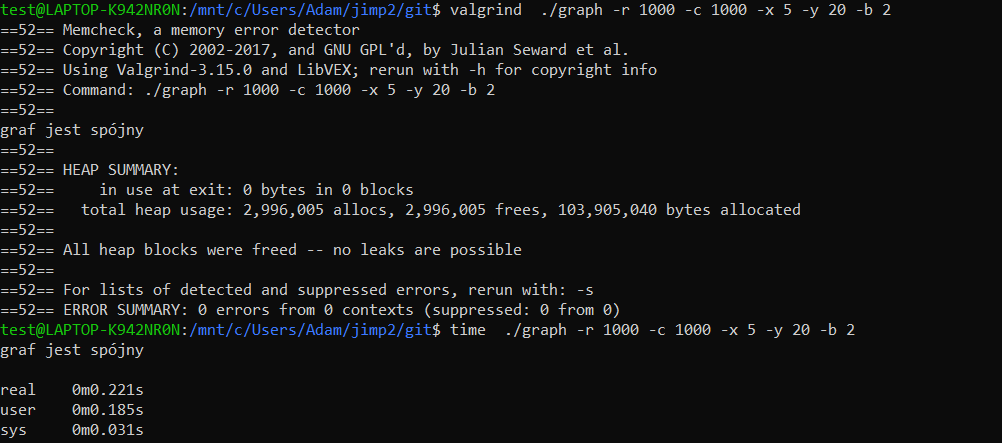 test@LAPTOP-K942NR0N:/mnt/c/Users/Adam/jimp2/git$ valgrind  ./graph -r 1000 -c 1000 -x 5 -y 20 -b 2
==52== Memcheck, a memory error detector
==52== Copyright (C) 2002-2017, and GNU GPL'd, by Julian Seward et al.
==52== Using Valgrind-3.15.0 and LibVEX; rerun with -h for copyright info
==52== Command: ./graph -r 1000 -c 1000 -x 5 -y 20 -b 2
==52==
graf jest spójny
==52==
==52== HEAP SUMMARY:
==52==     in use at exit: 0 bytes in 0 blocks
==52==   total heap usage: 2,996,005 allocs, 2,996,005 frees, 103,905,040 bytes allocated
==52==
==52== All heap blocks were freed -- no leaks are possible
==52==
==52== For lists of detected and suppressed errors, rerun with: -s
==52== ERROR SUMMARY: 0 errors from 0 contexts (suppressed: 0 from 0)
test@LAPTOP-K942NR0N:/mnt/c/Users/Adam/jimp2/git$ time  ./graph -r 1000 -c 1000 -x 5 -y 20 -b 2
graf jest spójny

real    0m0.221s
user    0m0.185s
sys     0m0.031s